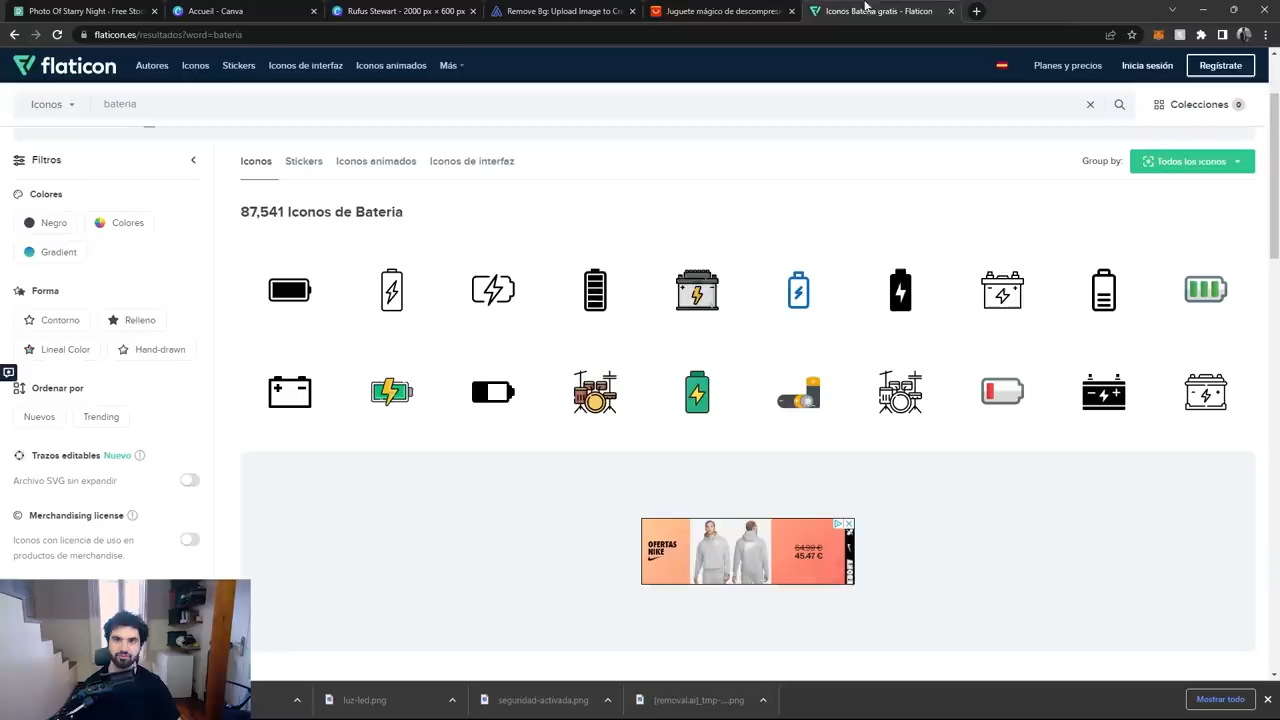 Photo Of Starry Night - Free Stoc
Accueil - Canva
Rufus Stewart - 2000 px × 600 px
Remove Bg: Upload Image to Cr
Juguete mágico de descompres
Iconos Batería gratis - Flaticon
flaticon.es/resultados?word=bateria
flaticon
Autores
Iconos
Stickers
Iconos de interfaz
Iconos animados
Más
Planes y precios
Inicia sesión
Regístrate
Iconos
bateria
Colecciones
0
Filtros
Iconos
Stickers
Iconos animados
Iconos de interfaz
Group by:
Todos los iconos
Colores
Negro
Colores
Gradient
87,541 Iconos de Bateria
Forma
Contorno
Relleno
Lineal Color
Hand-drawn
Ordenar por
Nuevos
Trending
Trazos editables Nuevo
Archivo SVG sin expandir
Merchandising license
Iconos con licencia de uso en
productos de merchandise.
OFERTAS
NIKE
64.99 €
45.47 €
luz-led.png
seguridad-activada.png
[removal.ai]_tmp-....png
Mostrar todo